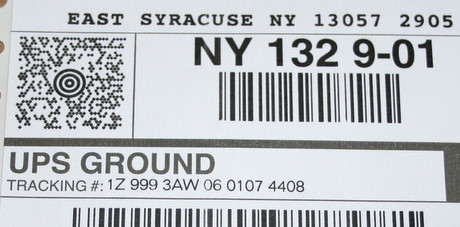 EAST SYRACUSE NY 13057 2905
NY 132 9-01
UPS GROUND
TRACKING #: 1Z 999 3AW 06 0107 4408